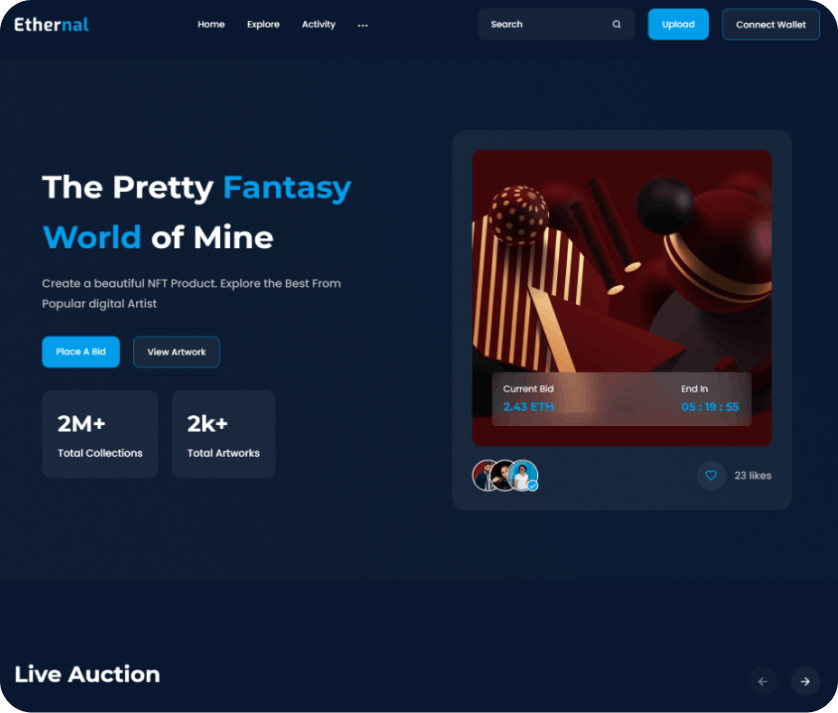 Ethernal
Home Explore Activity ...
Search
Upload
Connect Wallet
The Pretty Fantasy
World of Mine
Create a beautiful NFT Product. Explore the Best From
Popular digital Artist
Place A Bid
View Artwork
2M+
Total Collections
2k+
Total Artworks
Current Bid
2.43 ETH
End In
05 : 19 : 55
23 likes
Live Auction